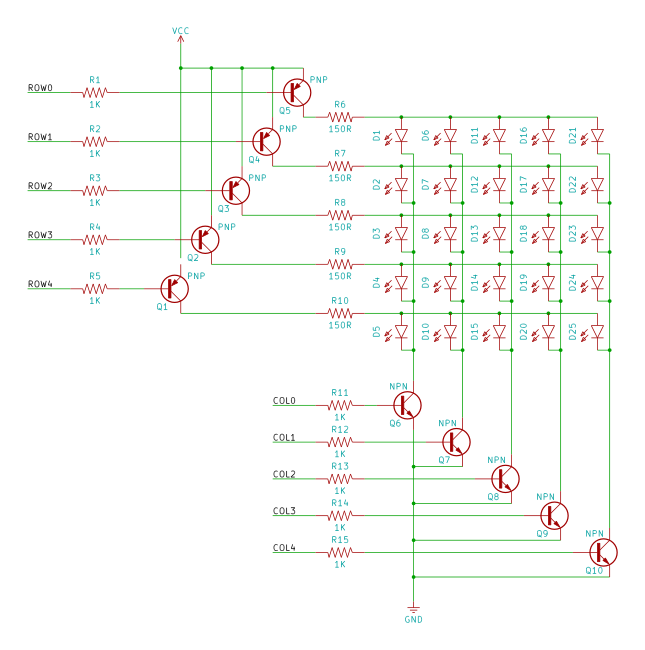 VCC
R1
PNP
ROW0
1K
Q5
R6
150R
D1
D6
D11
D16
D21
R2
PNP
ROW1
1K
Q4
R7
150R
D2
D7
D12
D17
D22
R3
PNP
ROW2
1K
Q3
R8
150R
D3
D8
D13
D18
D23
R4
PNP
ROW3
1K
Q2
R9
150R
D4
D9
D14
D19
D24
R5
PNP
ROW4
1K
Q1
R10
150R
D5
D10
D15
D20
D25
NPN
R11
COL0
1K
Q6
NPN
R12
COL1
1K
Q7
NPN
R13
COL2
1K
Q8
NPN
R14
COL3
1K
Q9
NPN
R15
COL4
1K
Q10
GND